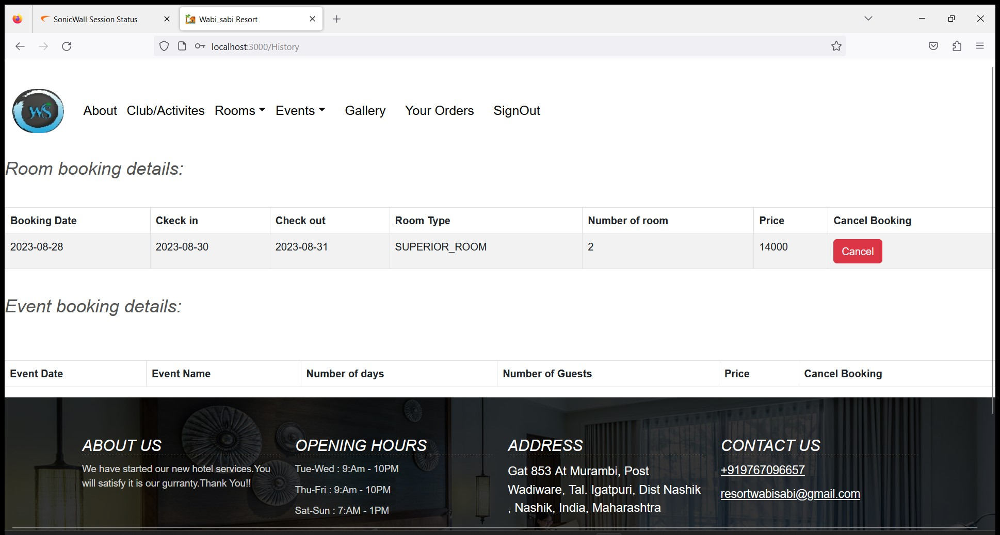 SonicWall Session Status
Wabi_sabi Resort
localhost:3000/History
WS
About Club/Activites Rooms Events Gallery Your Orders SignOut
Room booking details:
Booking Date Ckeck in Check out Room Type Number of room Price Cancel Booking
2023-08-28 2023-08-30 2023-08-31 SUPERIOR_ROOM 2 14000 Cancel
Event booking details:
Event Date Event Name Number of days Number of Guests Price Cancel Booking
ABOUT US
We have started our new hotel services.You
will satisfy it is our gurranty.Thank You!!
OPENING HOURS
Tue-Wed : 9:Am - 10PM
Thu-Fri : 9:Am - 10PM
Sat-Sun : 7:AM - 1PM
ADDRESS
Gat 853 At Murambi, Post
Wadiware, Tal. Igatpuri, Dist Nashik
, Nashik, India, Maharashtra
CONTACT US
+919767096657
resortwabisabi@gmail.com